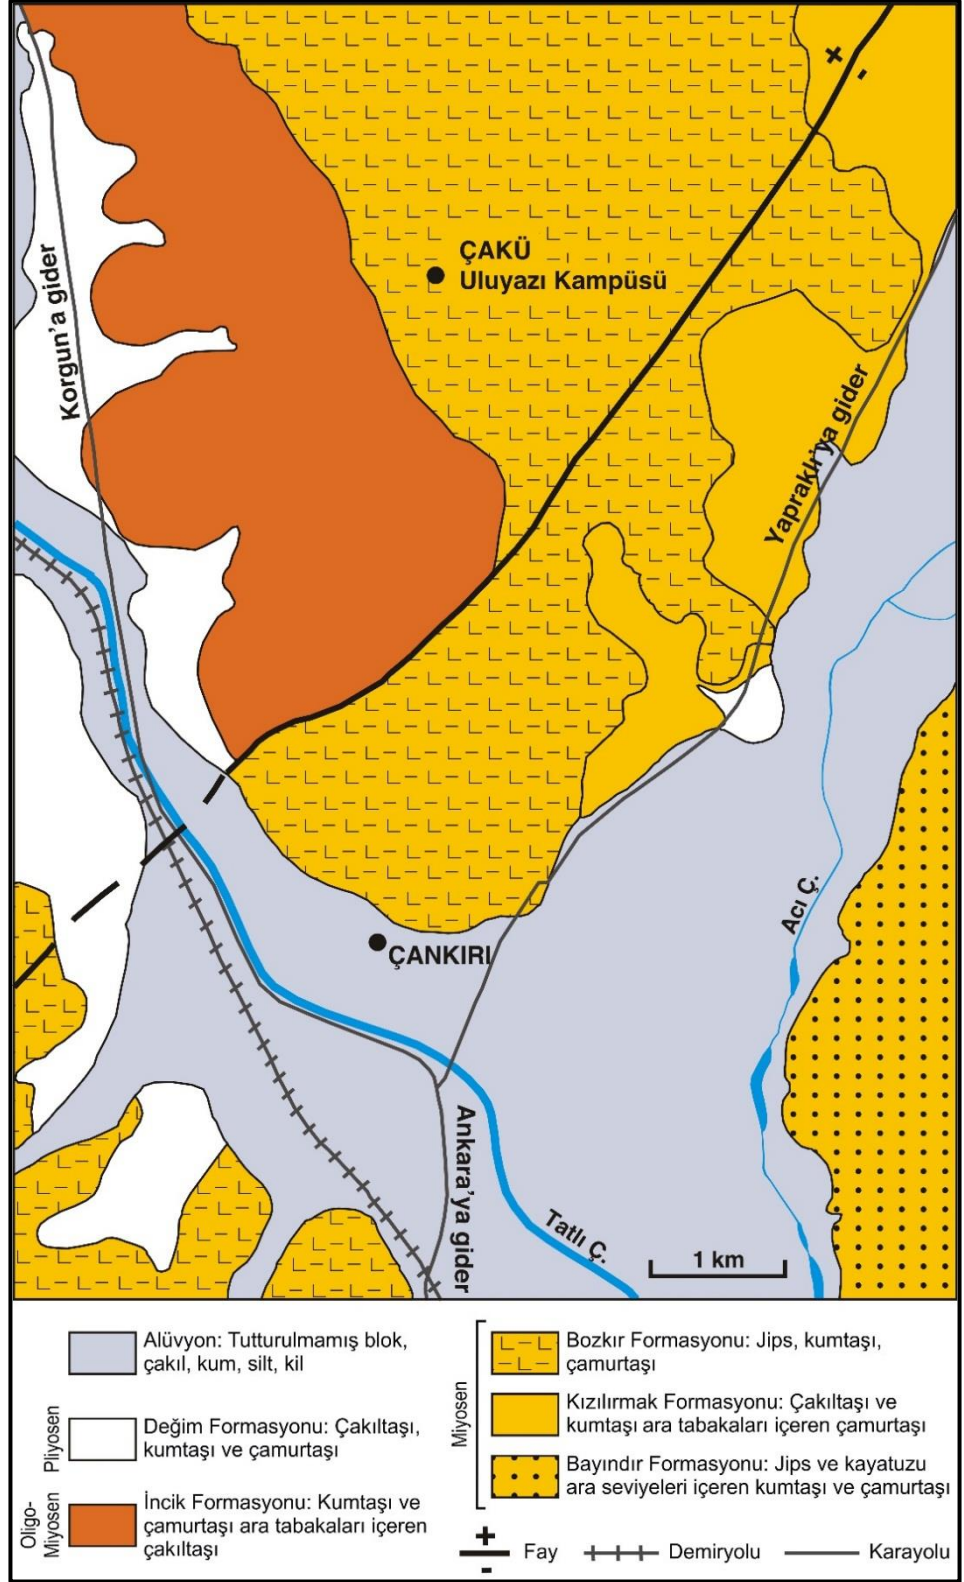 +
-
ÇAKÜ
Uluyazı Kampüsü
Korgun'a gider
Yapraklı'ya gider
Acı Ç.
ÇANKIRI
Ankara'ya gider
Tatlı Ç.
1 km
Alüvyon: Tutturulmamış blok,
çakıl, kum, silt, kil
Pliyosen
Değim Formasyonu: Çakıltaşı,
kumtaşı ve çamurtaşı
Oligo-
Miyosen
İncik Formasyonu: Kumtaşı ve
çamurtaşı ara tabakaları içeren
çakıltaşı
Miyosen
Bozkır Formasyonu: Jips, kumtaşı,
çamurtaşı
Kızılırmak Formasyonu: Çakıltaşı ve
kumtaşı ara tabakaları içeren çamurtaşı
Bayındır Formasyonu: Jips ve kayatuzu
ara seviyeleri içeren kumtaşı ve çamurtaşı
+
-
Fay
Demiryolu
Karayolu